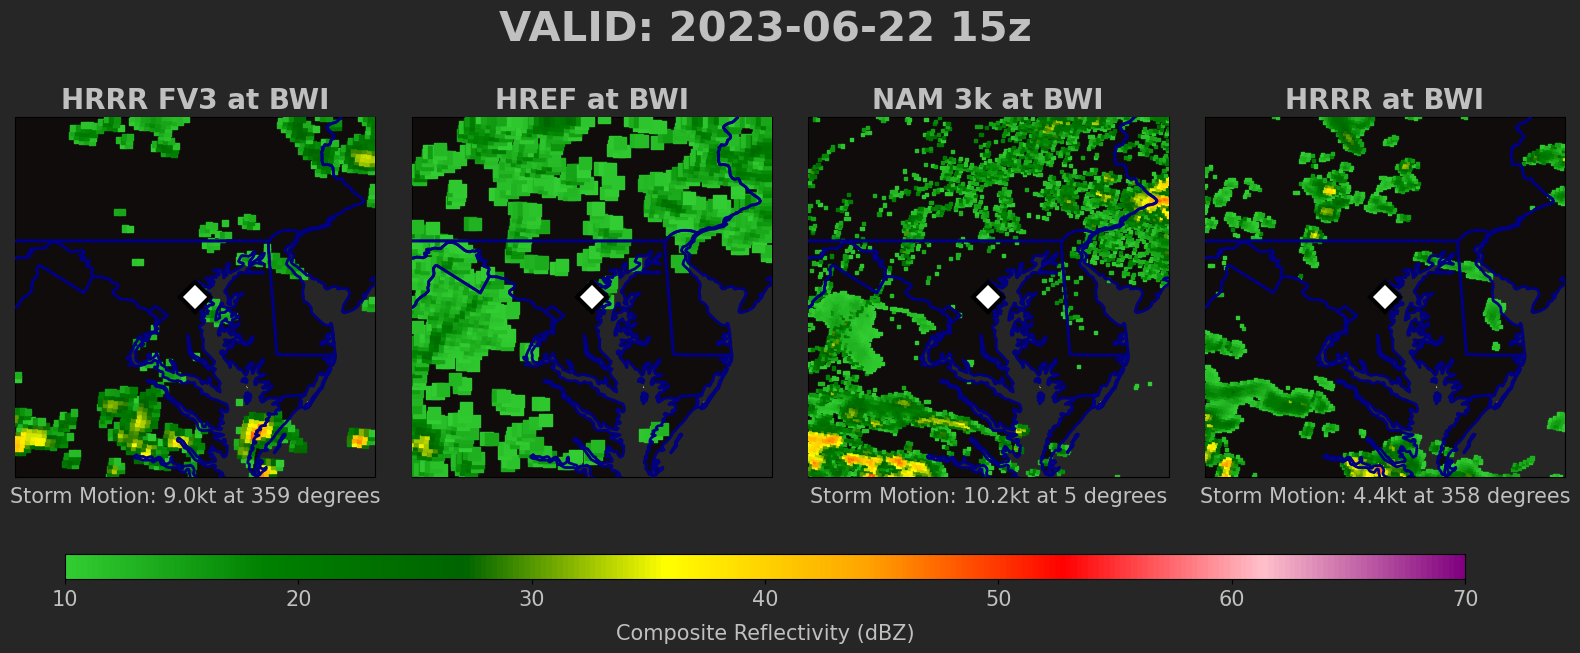 VALID: 2023-06-22 15z
HRRR FV3 at BWI
HREF at BWI
NAM 3k at BWI
HRRR at BWI
Storm Motion: 9.0kt at 359 degrees
Storm Motion: 10.2kt at 5 degrees
Storm Motion: 4.4kt at 358 degrees
10 20 30 40 50 60 70
Composite Reflectivity (dBZ)